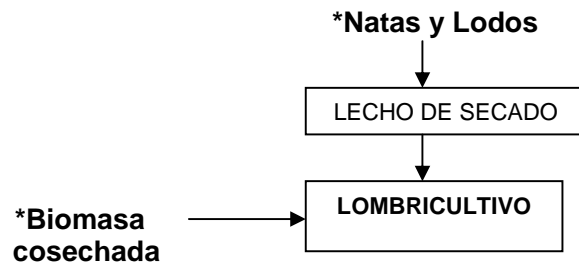 *Natas y Lodos
LECHO DE SECADO
LOMBRICULTIVO
*Biomasa
cosechada